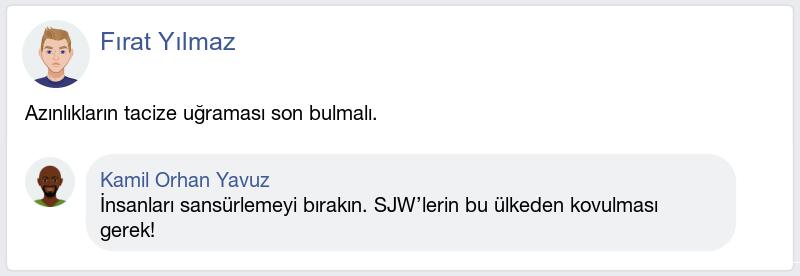 Fırat Yılmaz
Azınlıkların tacize uğraması son bulmalı.
Kamil Orhan Yavuz
İnsanları sansürlemeyi bırakın. SJW’lerin bu ülkeden kovulması
gerek!